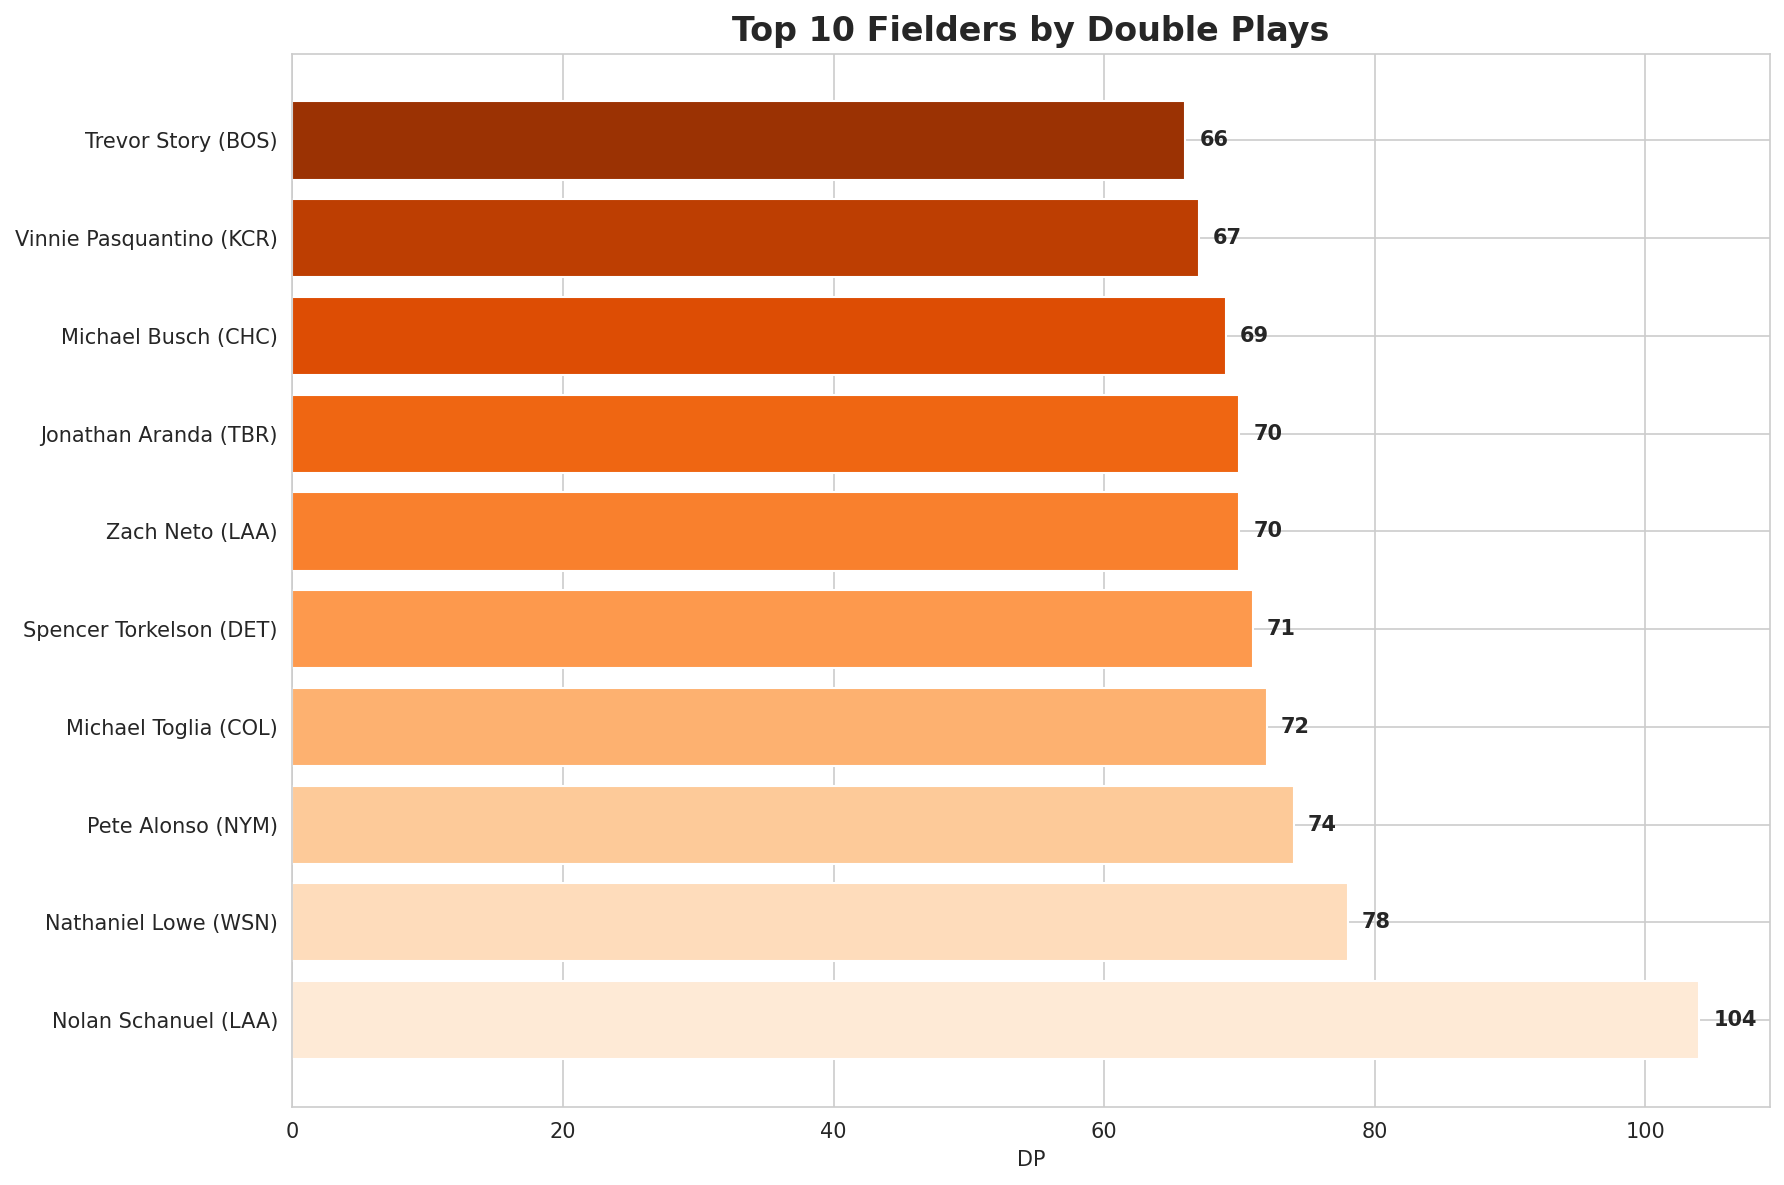 Top 10 Fielders by Double Plays
Trevor Story (BOS) 66
Vinnie Pasquantino (KCR) 67
Michael Busch (CHC) 69
Jonathan Aranda (TBR) 70
Zach Neto (LAA) 70
Spencer Torkelson (DET) 71
Michael Toglia (COL) 72
Pete Alonso (NYM) 74
Nathaniel Lowe (WSN) 78
Nolan Schanuel (LAA) 104
0 20 40 60 80 100
DP